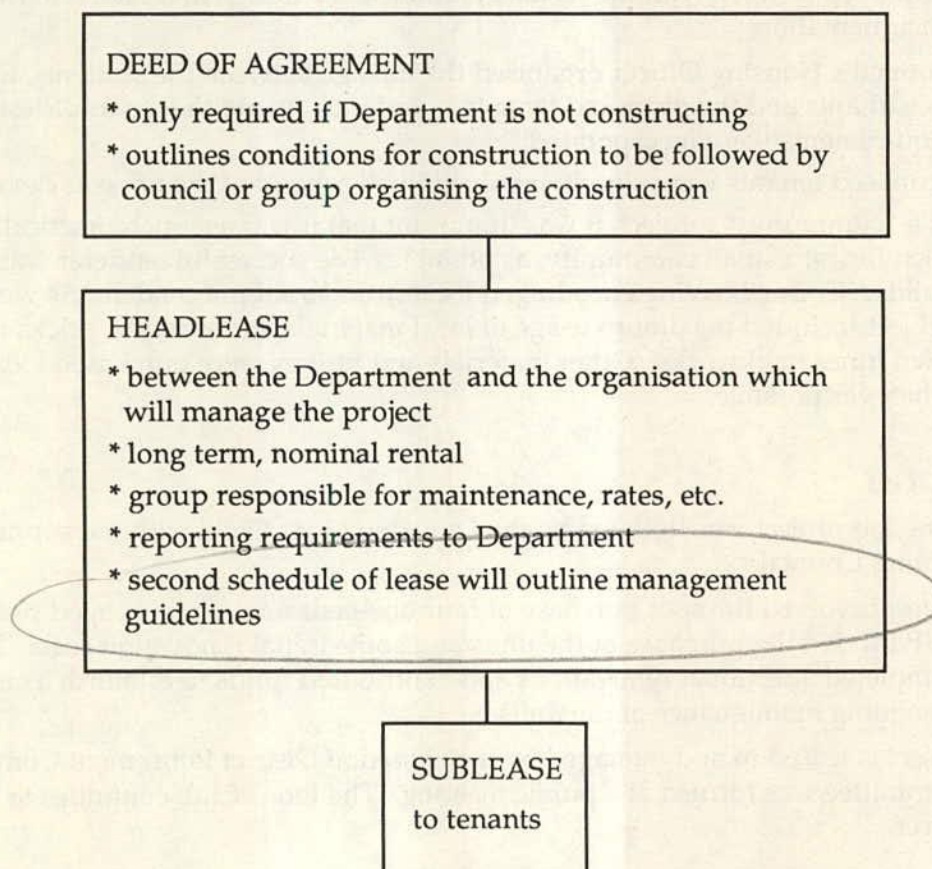 DEED OF AGREEMENT
* only required if Department is not constructing
* outlines conditions for construction to be followed by
council or group organising the construction
HEADLEASE
* between the Department and the organisation which
will manage the project
* long term, nominal rental
* group responsible for maintenance, rates, etc.
* reporting requirements to Department
* second schedule of lease will outline management
guidelines
SUBLEASE
to tenants